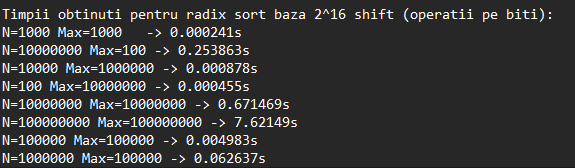 Timpii obtinuti pentru radix sort baza 2^16 shift (operatii pe biti):
N=1000 Max=1000   -> 0.000241s
N=10000000 Max=100 -> 0.253863s
N=10000 Max=1000000 -> 0.000878s
N=100 Max=10000000 -> 0.000455s
N=10000000 Max=10000000 -> 0.671469s
N=100000000 Max=100000000 -> 7.62149s
N=100000 Max=100000 -> 0.004983s
N=1000000 Max=100000 -> 0.062637s